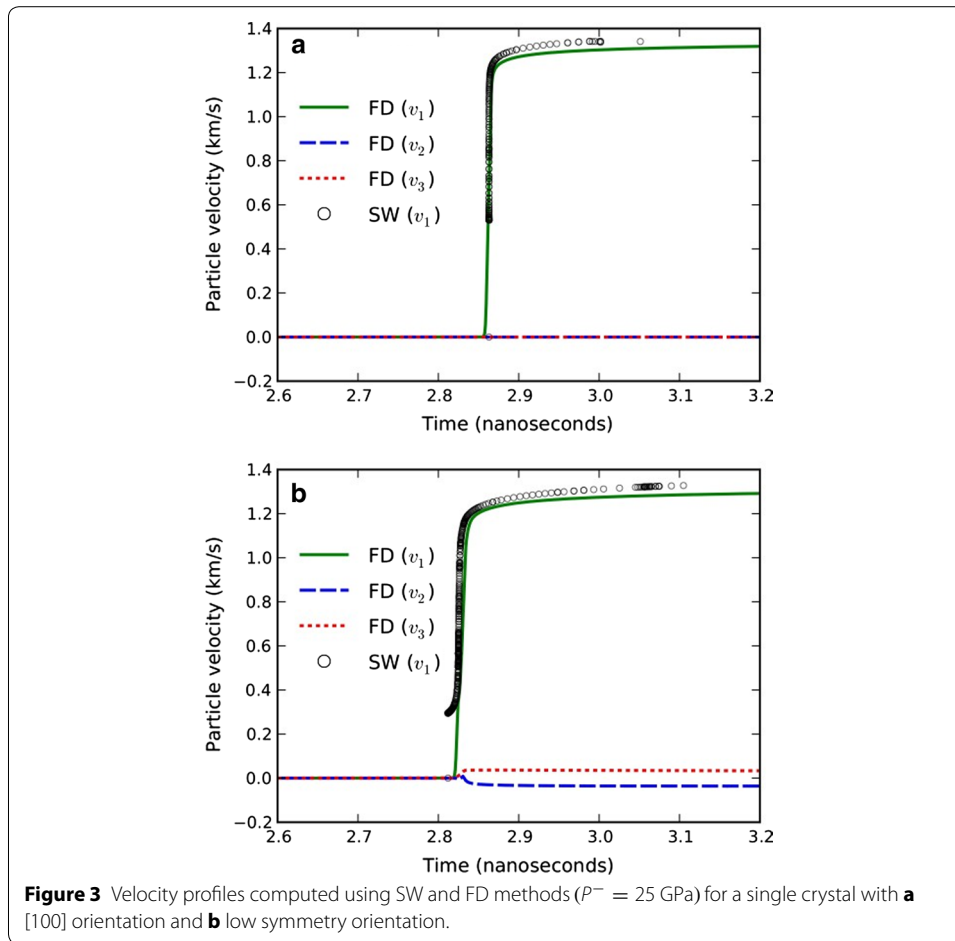 a
1.4
1.2
1.0
0.8
0.6
0.4
0.2
0.0
−0.2
Particle velocity (km/s)
FD (v₁)
FD (v₂)
FD (v₃)
SW (v₁)
2.6 2.7 2.8 2.9 3.0 3.1 3.2
Time (nanoseconds)
b
1.4
1.2
1.0
0.8
0.6
0.4
0.2
0.0
−0.2
Particle velocity (km/s)
FD (v₁)
FD (v₂)
FD (v₃)
SW (v₁)
2.6 2.7 2.8 2.9 3.0 3.1 3.2
Time (nanoseconds)
Figure 3 Velocity profiles computed using SW and FD methods (P⁻ = 25 GPa) for a single crystal with a
[100] orientation and b low symmetry orientation.